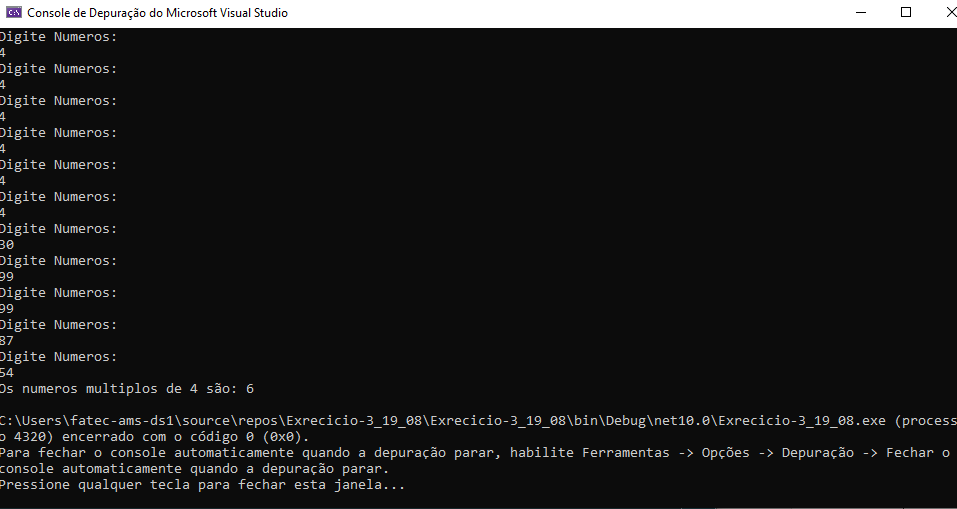 Console de Depuração do Microsoft Visual Studio
Digite Numeros:
4
Digite Numeros:
4
Digite Numeros:
4
Digite Numeros:
4
Digite Numeros:
4
Digite Numeros:
4
Digite Numeros:
30
Digite Numeros:
99
Digite Numeros:
99
Digite Numeros:
87
Digite Numeros:
54
Os numeros multiplos de 4 são: 6
C:\Users\fatec-ams-ds1\source\repos\Exrecicio-3_19_08\Exrecicio-3_19_08\bin\Debug\net10.0\Exrecicio-3_19_08.exe (process
o 4320) encerrado com o código 0 (0x0).
Para fechar o console automaticamente quando a depuração parar, habilite Ferramentas -> Opções -> Depuração -> Fechar o
console automaticamente quando a depuração parar.
Pressione qualquer tecla para fechar esta janela...